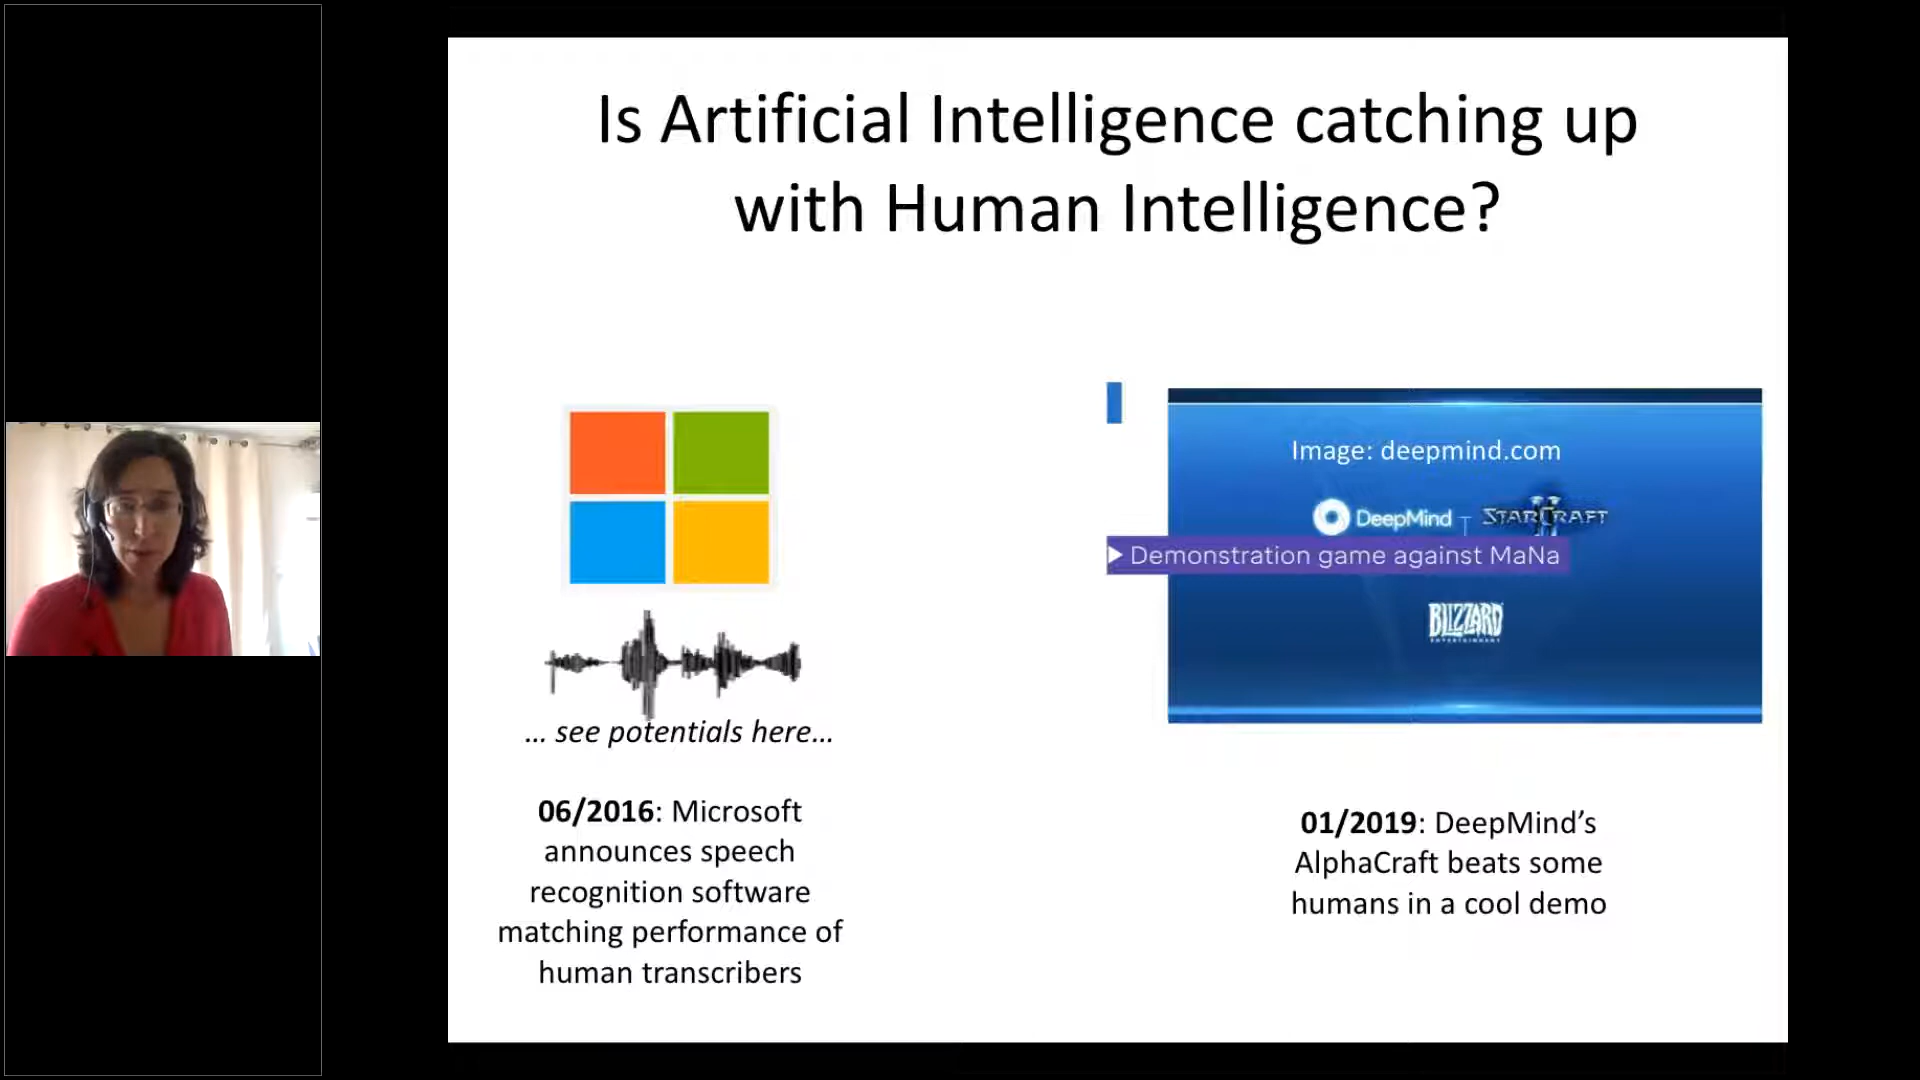 Is Artificial Intelligence catching up
with Human Intelligence?
... see potentials here...
06/2016: Microsoft
announces speech
recognition software
matching performance of
human transcribers
Image: deepmind.com
DeepMind STARCRAFT II
Demonstration game against MaNa
BLIZZARD
ENTERTAINMENT
01/2019: DeepMind’s
AlphaCraft beats some
humans in a cool demo